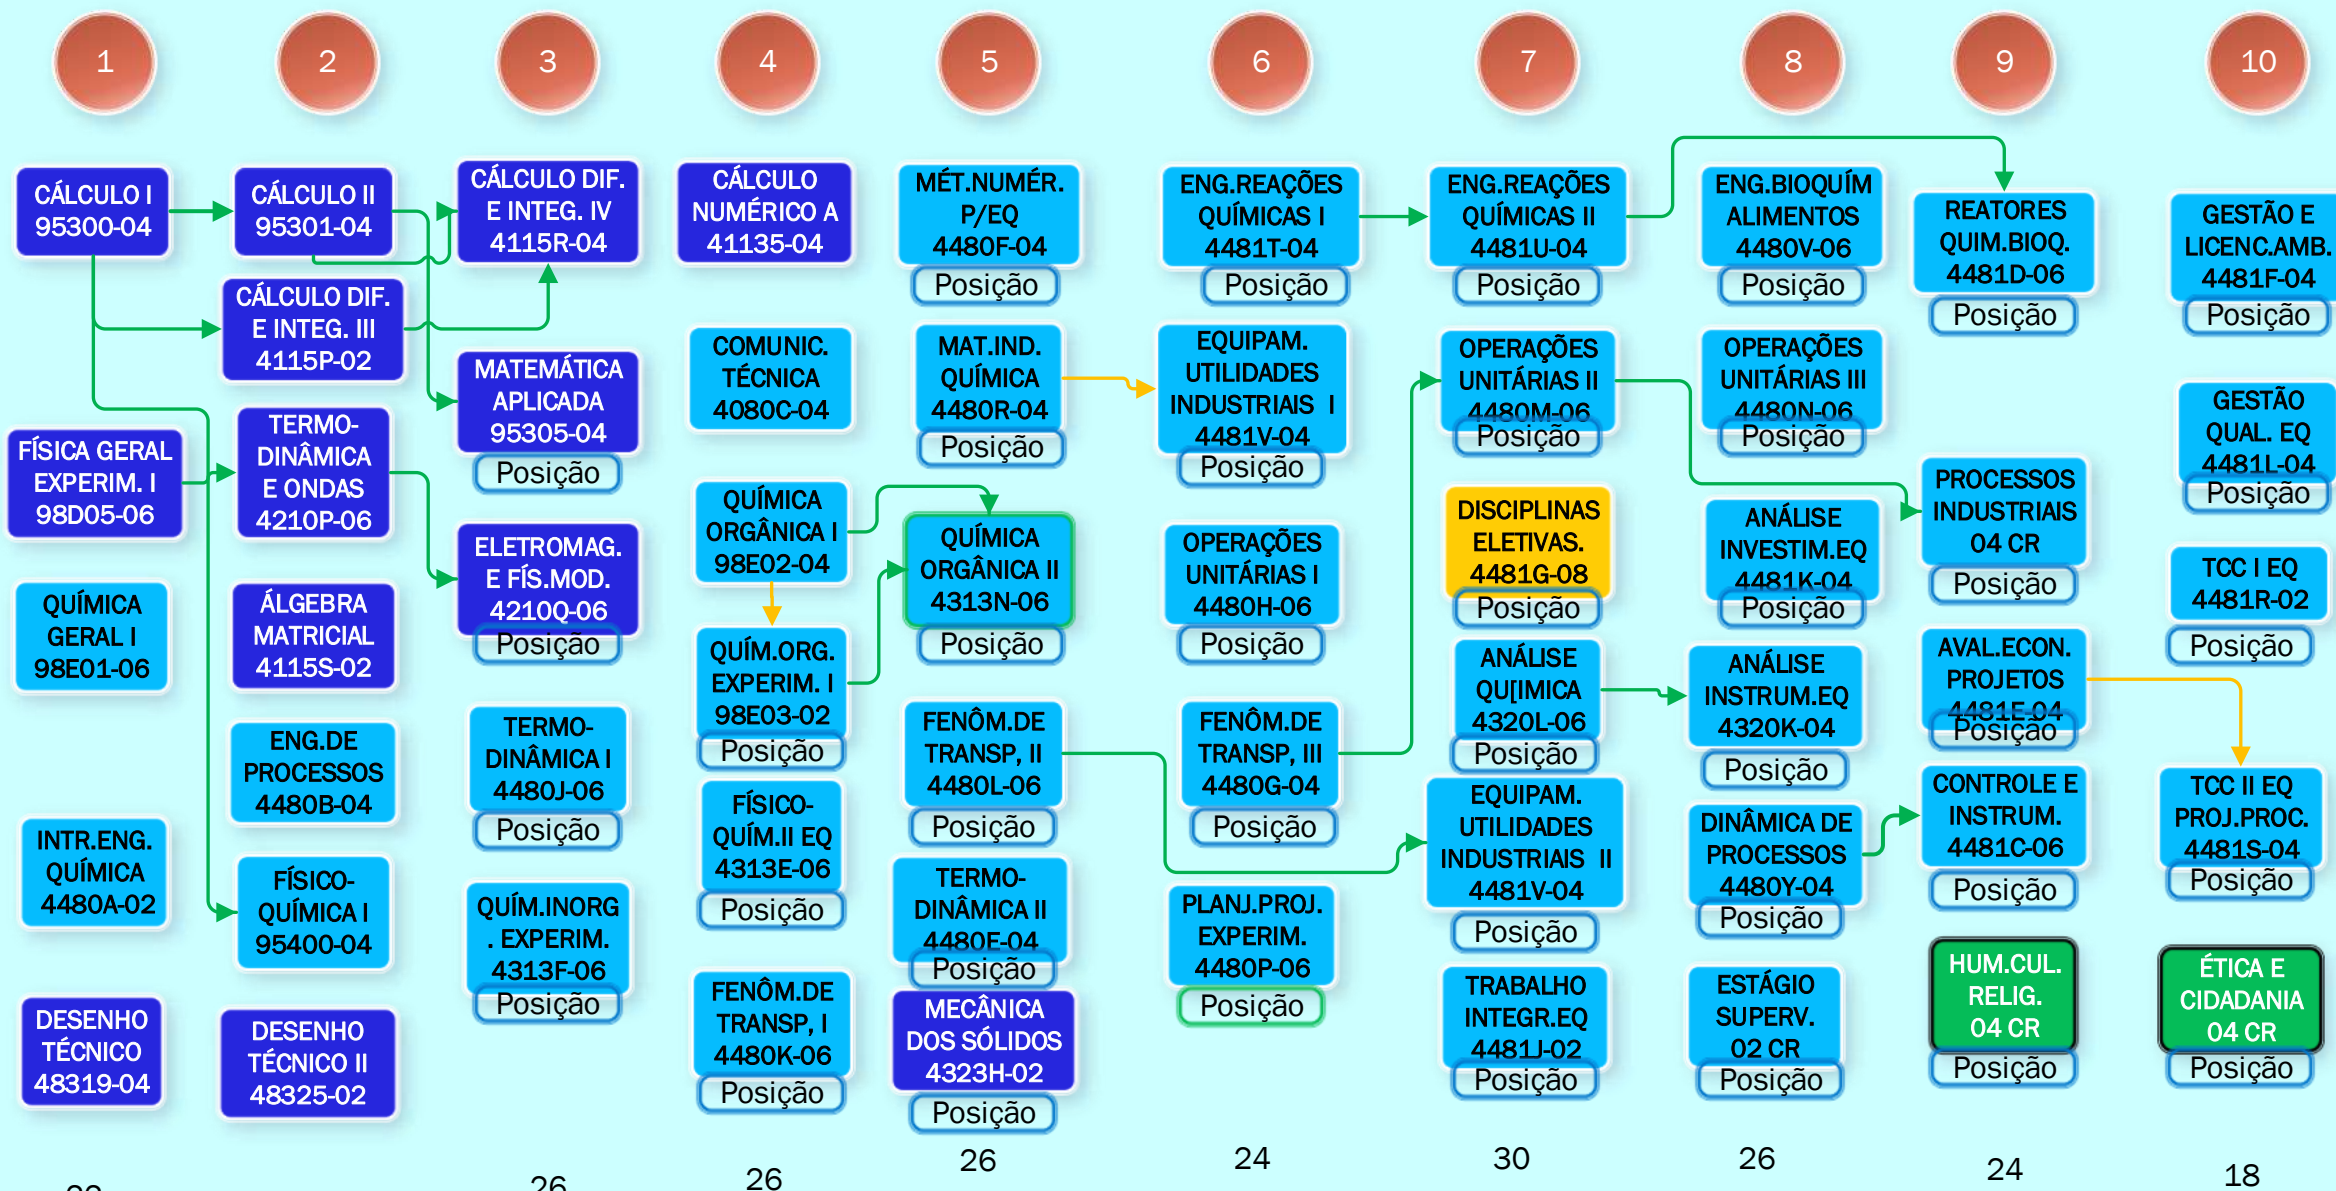 1
2
3
4
5
6
7
8
9
10
CÁLCULO I
95300-04
FÍSICA GERAL
EXPERIM. I
98D05-06
QUÍMICA
GERAL I
98E01-06
INTR.ENG.
QUÍMICA
4480A-02
DESENHO
TÉCNICO
48319-04
CÁLCULO II
95301-04
CÁLCULO DIF.
E INTEG. III
4115P-02
TERMO-
DINÂMICA
E ONDAS
4210P-06
ÁLGEBRA
MATRICIAL
4115S-02
ENG.DE
PROCESSOS
4480B-04
FÍSICO-
QUÍMICA I
95400-04
DESENHO
TÉCNICO II
48325-02
CÁLCULO DIF.
E INTEG. IV
4115R-04
MATEMÁTICA
APLICADA
95305-04
Posição
ELETROMAG.
E FÍS.MOD.
4210Q-06
Posição
TERMO-
DINÂMICA I
4480J-06
Posição
QUÍM.INORG
. EXPERIM.
4313F-06
Posição
26
CÁLCULO
NUMÉRICO A
41135-04
COMUNIC.
TÉCNICA
4080C-04
QUÍMICA
ORGÂNICA I
98E02-04
QUÍM.ORG.
EXPERIM. I
98E03-02
Posição
FÍSICO-
QUÍM.II EQ
4313E-06
Posição
FENÔM.DE
TRANSP, I
4480K-06
Posição
26
MÉT.NUMÉR.
P/EQ
4480F-04
Posição
MAT.IND.
QUÍMICA
4480R-04
Posição
QUÍMICA
ORGÂNICA II
4313N-06
Posição
FENÔM.DE
TRANSP, II
4480L-06
Posição
TERMO-
DINÂMICA II
4480E-04
Posição
MECÂNICA
DOS SÓLIDOS
4323H-02
Posição
26
ENG.REAÇÕES
QUÍMICAS I
4481T-04
Posição
EQUIPAM.
UTILIDADES
INDUSTRIAIS I
4481V-04
Posição
OPERAÇÕES
UNITÁRIAS I
4480H-06
Posição
FENÔM.DE
TRANSP, III
4480G-04
Posição
PLANJ.PROJ.
EXPERIM.
4480P-06
Posição
24
ENG.REAÇÕES
QUÍMICAS II
4481U-04
Posição
OPERAÇÕES
UNITÁRIAS II
4480M-06
Posição
DISCIPLINAS
ELETIVAS.
4481G-08
Posição
ANÁLISE
QU[IMICA
4320L-06
Posição
EQUIPAM.
UTILIDADES
INDUSTRIAIS II
4481V-04
Posição
TRABALHO
INTEGR.EQ
4481J-02
Posição
30
ENG.BIOQUÍM
ALIMENTOS
4480V-06
Posição
OPERAÇÕES
UNITÁRIAS III
4480N-06
Posição
ANÁLISE
INVESTIM.EQ
4481K-04
Posição
ANÁLISE
INSTRUM.EQ
4320K-04
Posição
DINÂMICA DE
PROCESSOS
4480Y-04
Posição
ESTÁGIO
SUPERV.
02 CR
Posição
26
REATORES
QUIM.BIOQ.
4481D-06
Posição
PROCESSOS
INDUSTRIAIS
04 CR
Posição
AVAL.ECON.
PROJETOS
4481E-04
Posição
CONTROLE E
INSTRUM.
4481C-06
Posição
HUM.CUL.
RELIG.
04 CR
Posição
24
GESTÃO E
LICENC.AMB.
4481F-04
Posição
GESTÃO
QUAL. EQ
4481L-04
Posição
TCC I EQ
4481R-02
Posição
TCC II EQ
PROJ.PROC.
4481S-04
Posição
ÉTICA E
CIDADANIA
04 CR
Posição
18